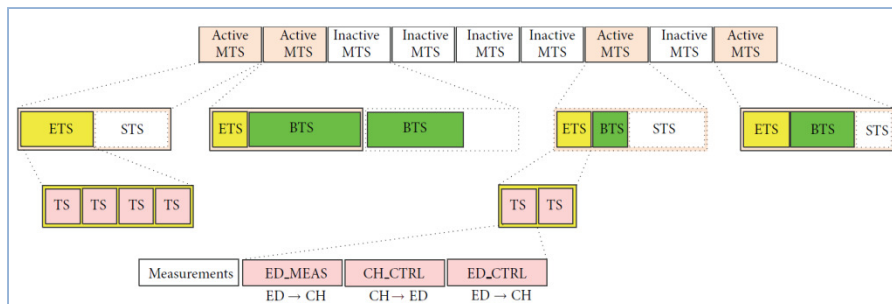 Active Active Inactive Inactive Inactive Inactive Active Inactive Active
MTS MTS MTS MTS MTS MTS MTS MTS MTS
ETS STS ETS BTS BTS ETS BTS STS ETS BTS STS
TS TS TS TS TS TS
Measurements ED_MEAS CH_CTRL ED_CTRL
ED → CH CH → ED ED → CH